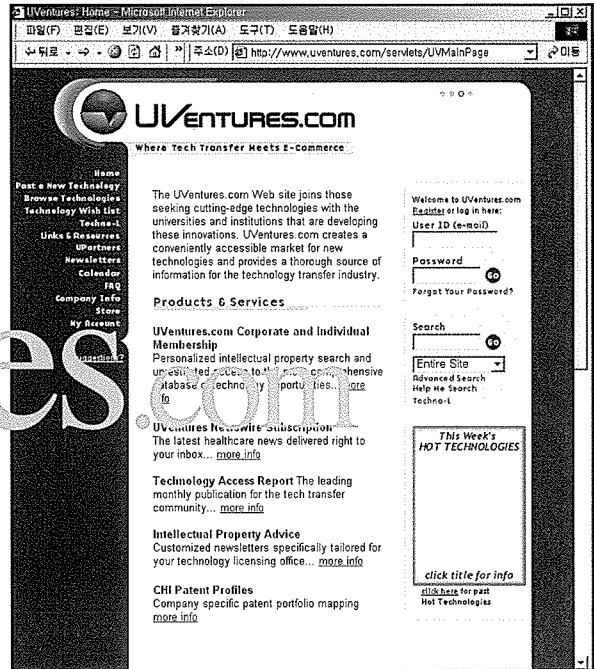 UVentures: Home - Microsoft Internet Explorer
파일(F) 편집(E) 보기(V) 즐겨찾기(A) 도구(T) 도움말(H)
뒤로 주소(D) http://www.uventures.com/servlets/UVMainPage 이동
UVENTURES.COM
Where Tech Transfer Meets E-Commerce
Home
Post a New Technology
Browse Technologies
Technology Wish List
Techno-L
Links & Resources
UPartners
Newsletters
Calendar
FAQ
Company Info
Store
My Account
The UVentures.com Web site joins those
seeking cutting-edge technologies with the
universities and institutions that are developing
these innovations. UVentures.com creates a
conveniently accessible market for new
technologies and provides a thorough source of
information for the technology transfer industry.
Products & Services
UVentures.com Corporate and Individual
Membership
Personalized intellectual property search and
database technology opportunities... more
info
es.com
UVentures Newswire Subscription
The latest healthcare news delivered right to
your inbox... more info
Technology Access Report The leading
monthly publication for the tech transfer
community... more info
Intellectual Property Advice
Customized newsletters specifically tailored for
your technology licensing office... more info
CHI Patent Profiles
Company specific patent portfolio mapping
more info
Welcome to UVentures.com
Register or log in here:
User ID (e-mail)
Password
Go
Forgot Your Password?
Search
Go
Entire Site
Advanced Search
Help Me Search
Techno-L
This Week's
HOT TECHNOLOGIES
click title for info
click here for past
Hot Technologies